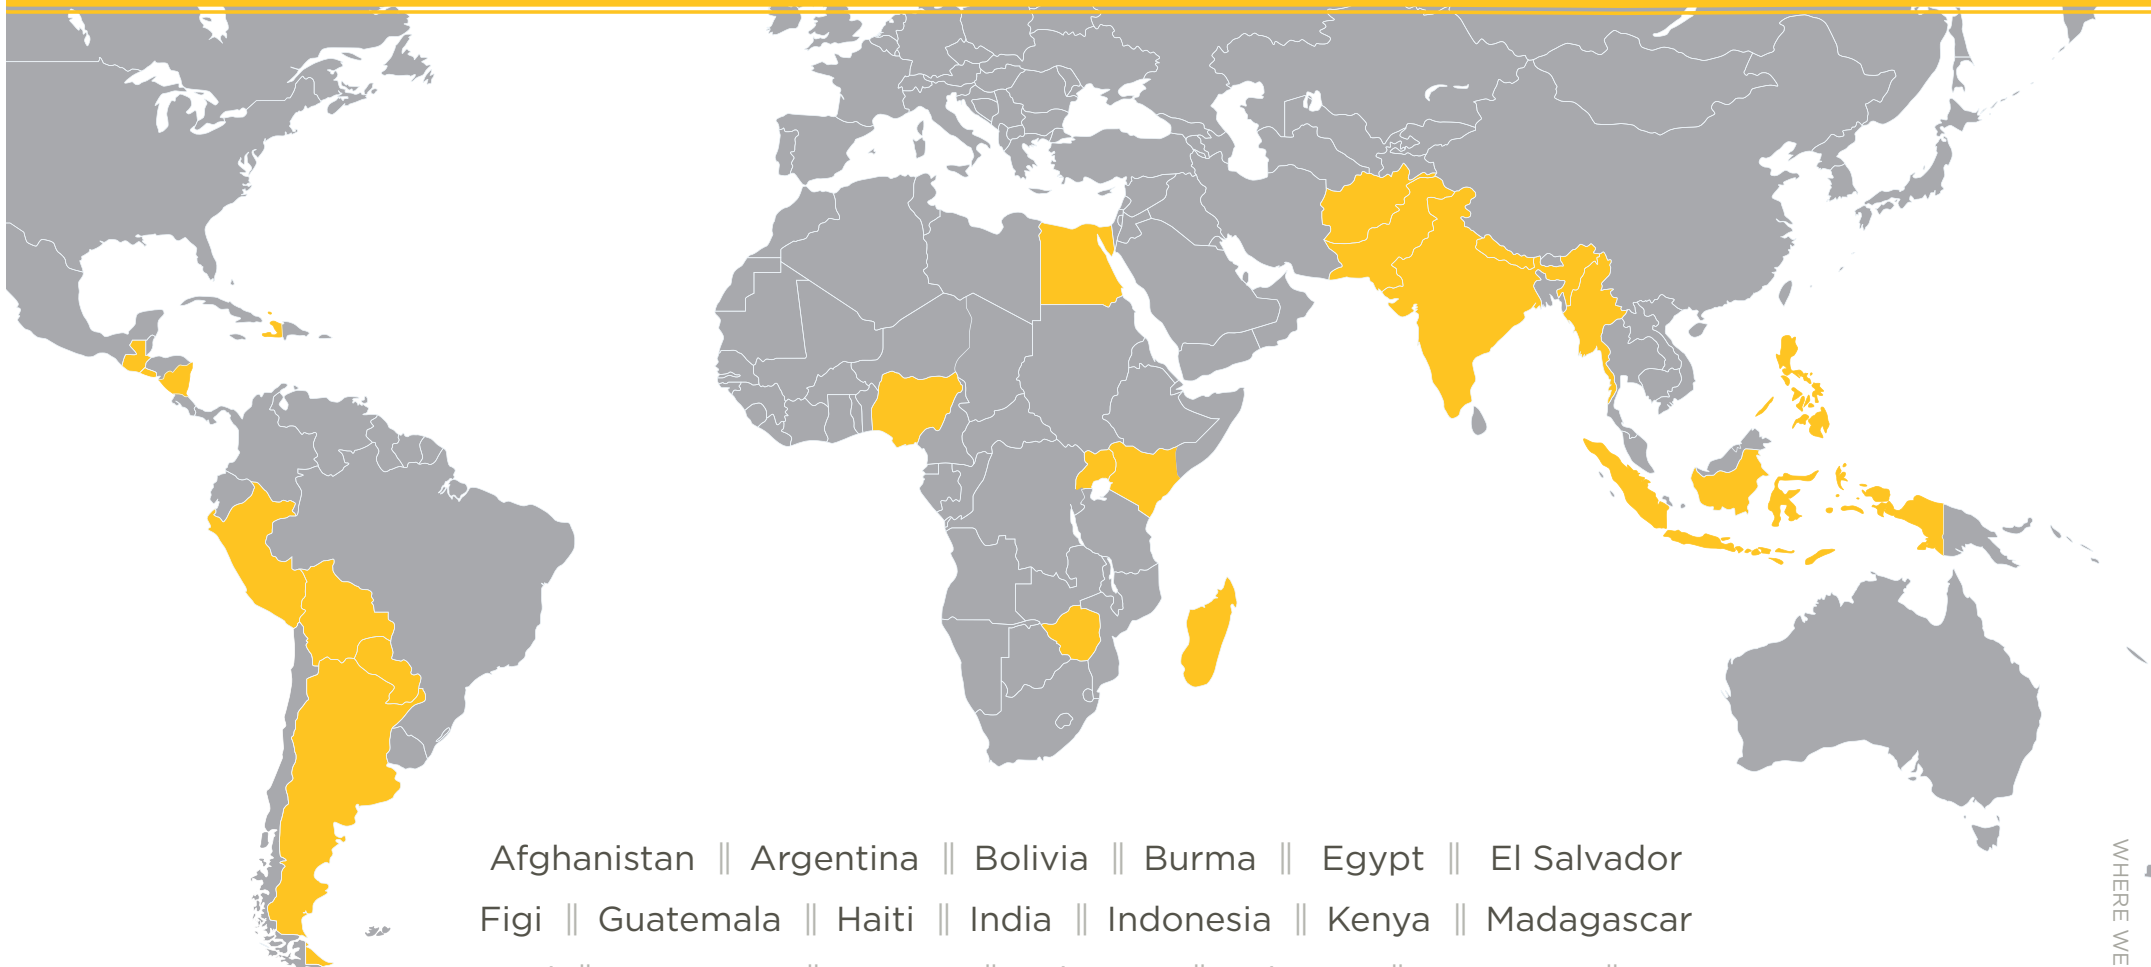 Afghanistan || Argentina || Bolivia || Burma || Egypt || El Salvador
Figi || Guatemala || Haiti || India || Indonesia || Kenya || Madagascar
WHERE WE